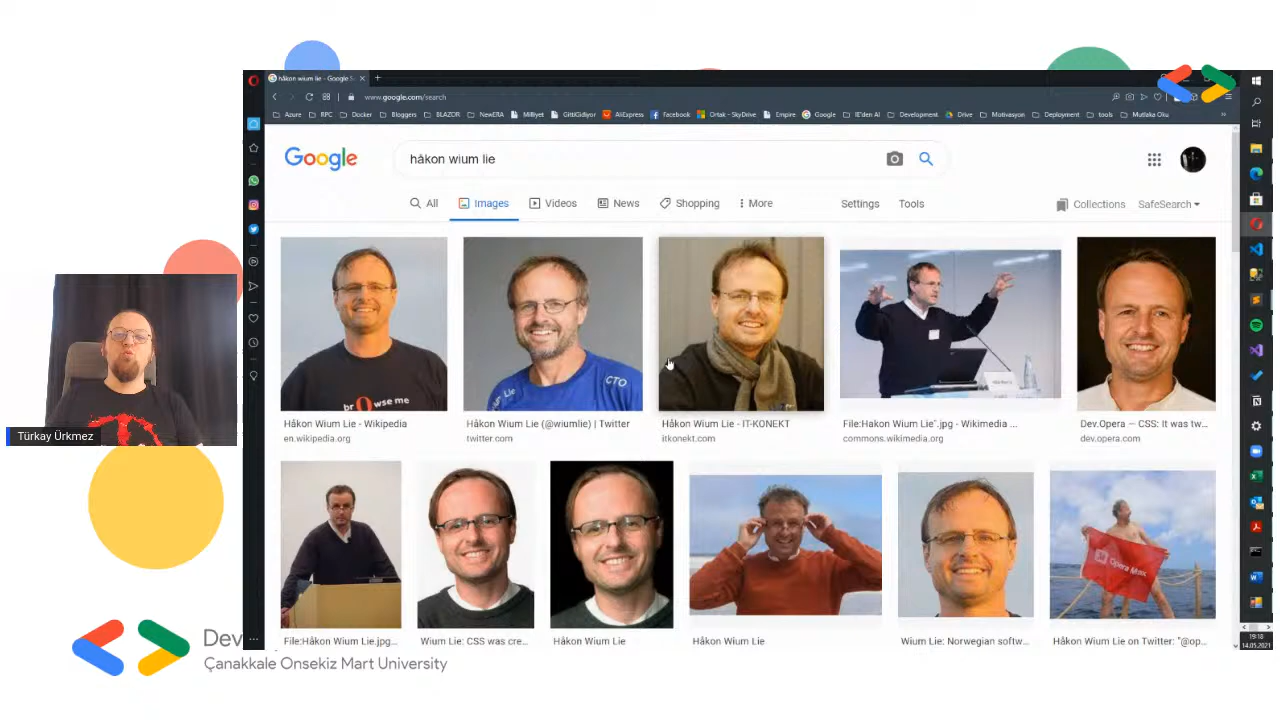 håkon wium lie - Google S
www.google.com/search
Azure RPC Docker Bloggers BLAZOR NewERA Milliyet GittiGidiyor AliExpress Facebook Ortak - SkyDrive Empire Google IE'den Al Development Drive Motivasyon Deployment tools Mutlaka Oku
Google
håkon wium lie
All Images Videos News Shopping More Settings Tools Collections SafeSearch
br O wse me
CTO
Håkon Wium Lie - Wikipedia
en.wikipedia.org
Håkon Wium Lie (@wiumlie) | Twitter
twitter.com
Håkon Wium Lie - IT-KONEKT
itkonekt.com
File:Hakon Wium Lie".jpg - Wikimedia ...
commons.wikimedia.org
Dev.Opera — CSS: It was tw...
dev.opera.com
Türkay Ürkmez
Opera Max
File:Håkon Wium Lie.jpg...
Wium Lie: CSS was cre...
Håkon Wium Lie
Håkon Wium Lie
Wium Lie: Norwegian softw...
Håkon Wium Lie on Twitter: "@op...
19:18
14.05.2021
Dev
Çanakkale Onsekiz Mart University